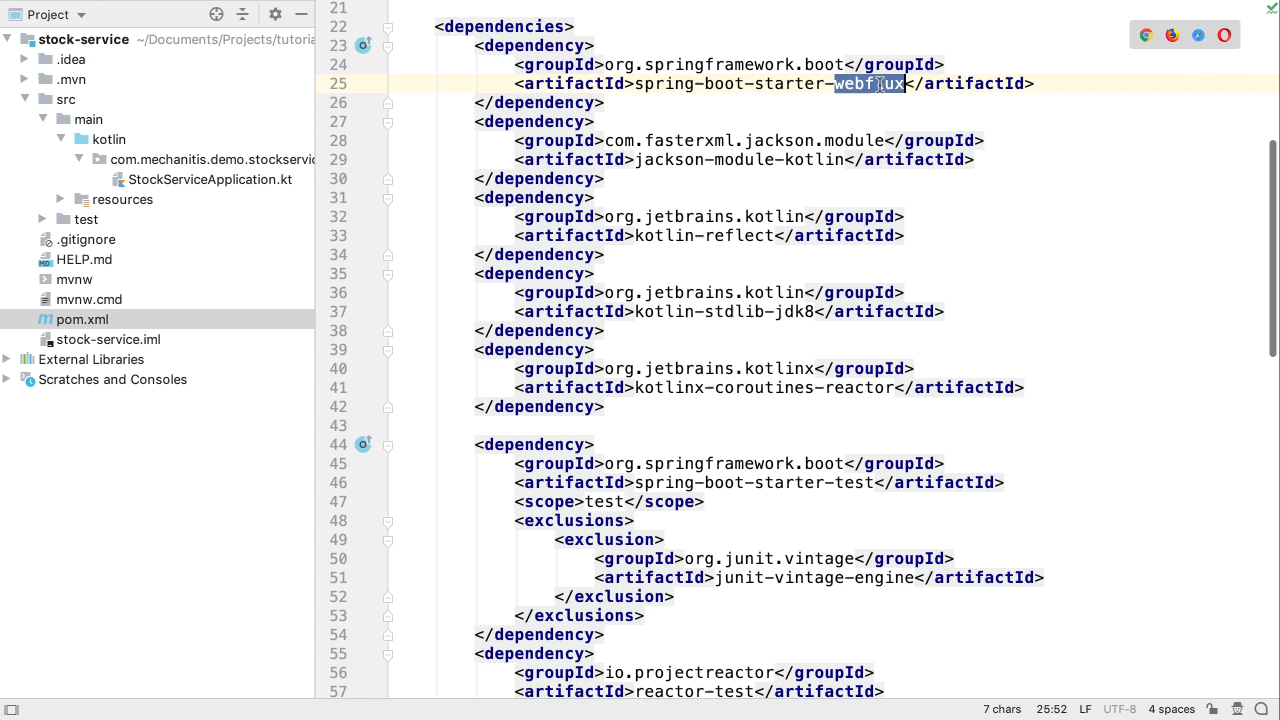 Project
stock-service ~/Documents/Projects/tutoria
.idea
.mvn
src
main
kotlin
com.mechanitis.demo.stockservic
StockServiceApplication.kt
resources
test
.gitignore
HELP.md
mvnw
mvnw.cmd
pom.xml
stock-service.iml
External Libraries
Scratches and Consoles
21
22 <dependencies>
23 <dependency>
24 <groupId>org.springframework.boot</groupId>
25 <artifactId>spring-boot-starter-webflux</artifactId>
26 </dependency>
27 <dependency>
28 <groupId>com.fasterxml.jackson.module</groupId>
29 <artifactId>jackson-module-kotlin</artifactId>
30 </dependency>
31 <dependency>
32 <groupId>org.jetbrains.kotlin</groupId>
33 <artifactId>kotlin-reflect</artifactId>
34 </dependency>
35 <dependency>
36 <groupId>org.jetbrains.kotlin</groupId>
37 <artifactId>kotlin-stdlib-jdk8</artifactId>
38 </dependency>
39 <dependency>
40 <groupId>org.jetbrains.kotlinx</groupId>
41 <artifactId>kotlinx-coroutines-reactor</artifactId>
42 </dependency>
43
44 <dependency>
45 <groupId>org.springframework.boot</groupId>
46 <artifactId>spring-boot-starter-test</artifactId>
47 <scope>test</scope>
48 <exclusions>
49 <exclusion>
50 <groupId>org.junit.vintage</groupId>
51 <artifactId>junit-vintage-engine</artifactId>
52 </exclusion>
53 </exclusions>
54 </dependency>
55 <dependency>
56 <groupId>io.projectreactor</groupId>
57 <artifactId>reactor-test</artifactId>
7 chars 25:52 LF UTF-8 4 spaces